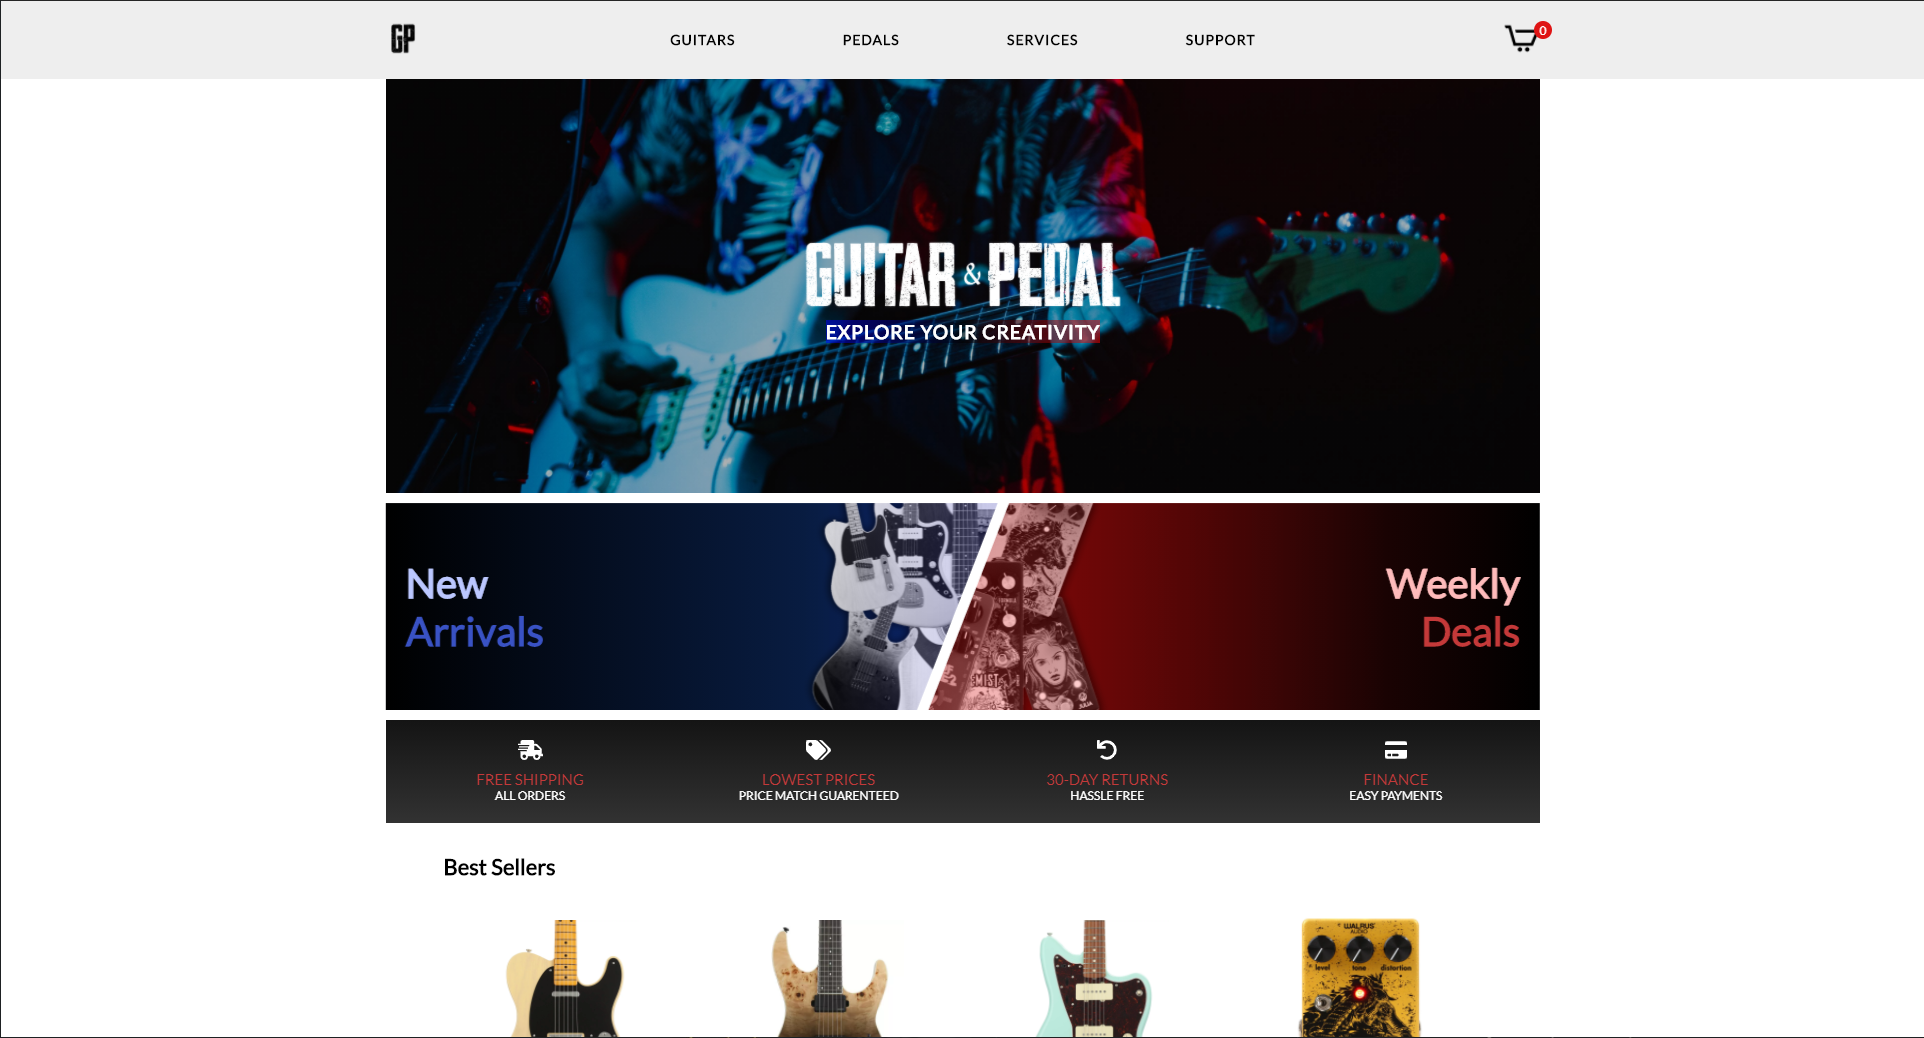 GP
GUITARS
PEDALS
SERVICES
SUPPORT
0
GUITAR & PEDAL
EXPLORE YOUR CREATIVITY
New
Arrivals
Weekly
Deals
MIST
JULIA
FREE SHIPPING
ALL ORDERS
LOWEST PRICES
PRICE MATCH GUARENTEED
30-DAY RETURNS
HASSLE FREE
FINANCE
EASY PAYMENTS
Best Sellers
WALRUS
AUDIO
level tone distortion